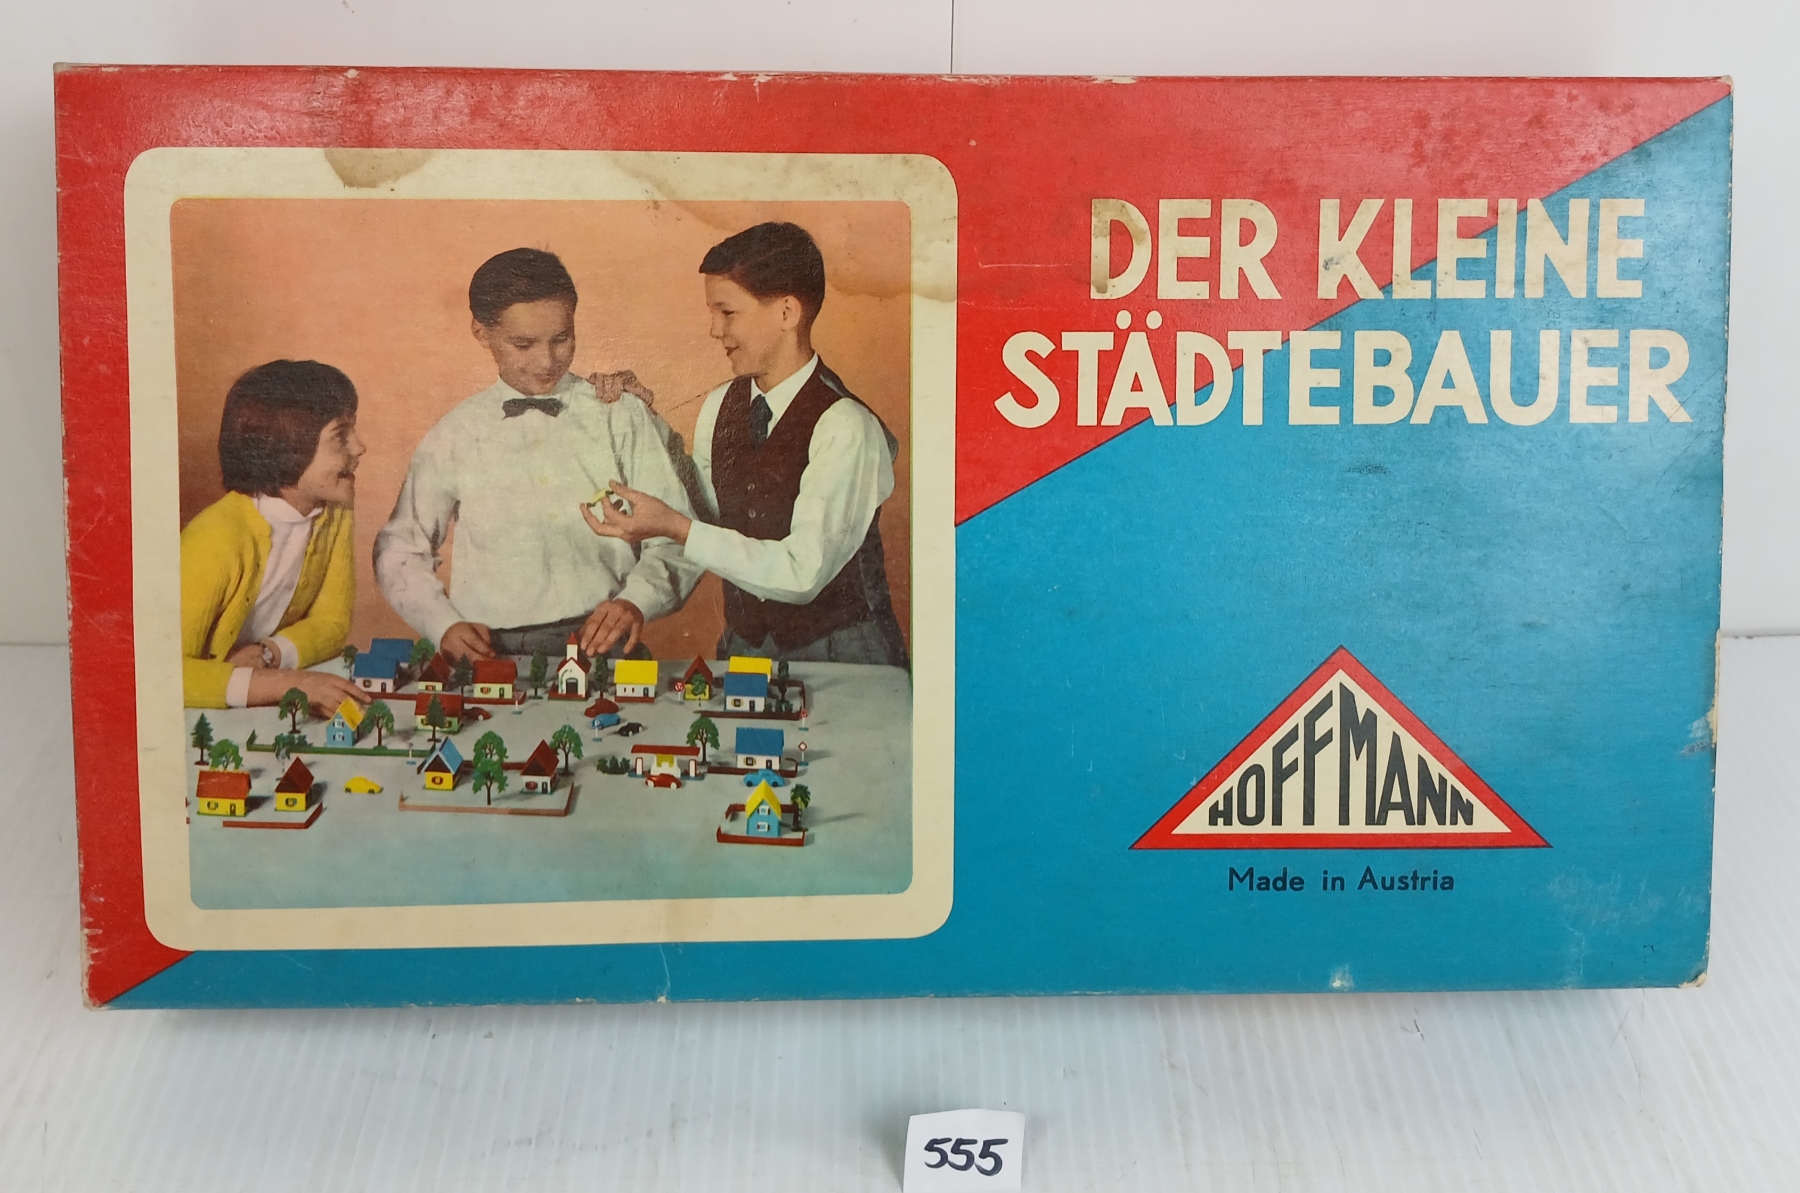 DER KLEINE
STÄDTEBAUER
HOFFMANN
Made in Austria
555